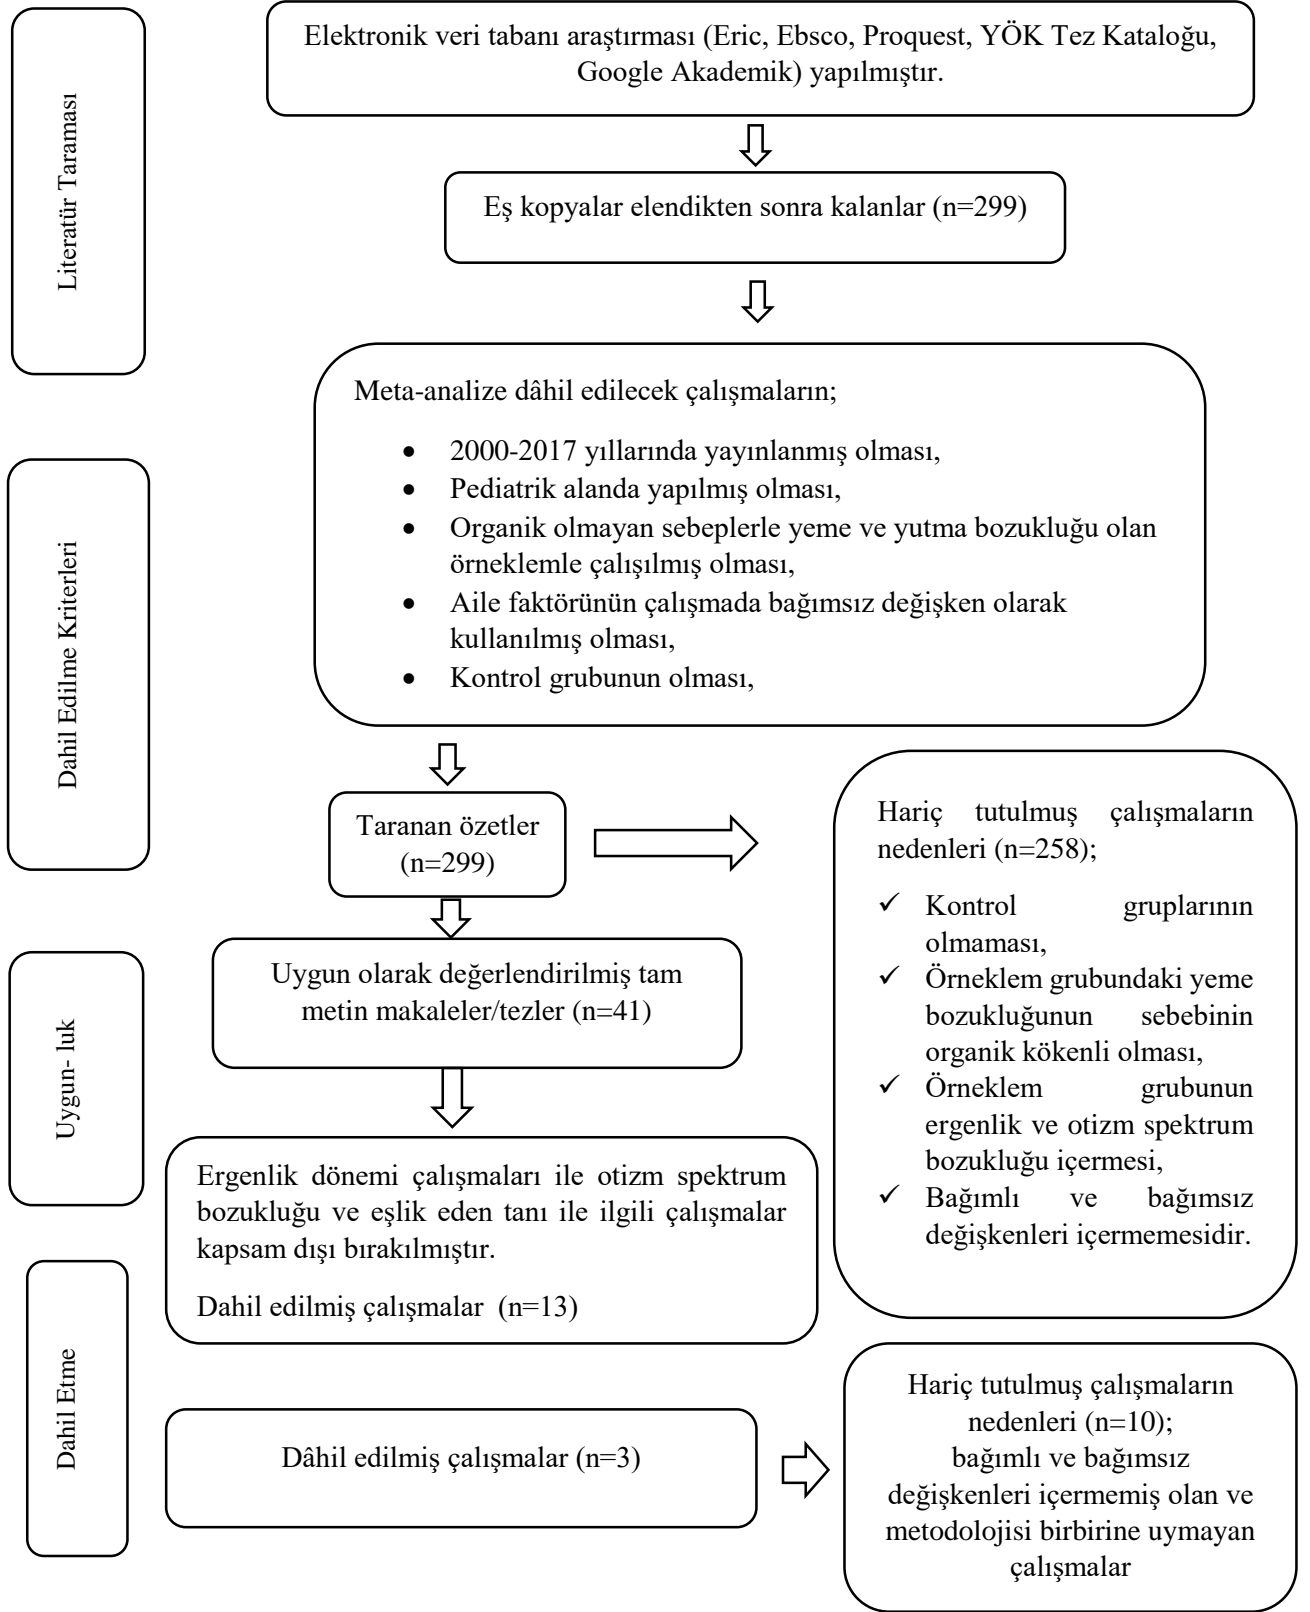 Literatür Taraması
Elektronik veri tabanı araştırması (Eric, Ebsco, Proquest, YÖK Tez Kataloğu,
Google Akademik) yapılmıştır.
Eş kopyalar elendikten sonra kalanlar (n=299)
Dahil Edilme Kriterleri
Meta-analize dâhil edilecek çalışmaların;
• 2000-2017 yıllarında yayınlanmış olması,
• Pediatrik alanda yapılmış olması,
• Organik olmayan sebeplerle yeme ve yutma bozukluğu olan
örneklemle çalışılmış olması,
• Aile faktörünün çalışmada bağımsız değişken olarak
kullanılmış olması,
• Kontrol grubunun olması,
Taranan özetler
(n=299)
Hariç tutulmuş çalışmaların
nedenleri (n=258);
✓ Kontrol gruplarının
olmaması,
✓ Örneklem grubundaki yeme
bozukluğunun sebebinin
organik kökenli olması,
✓ Örneklem grubunun
ergenlik ve otizm spektrum
bozukluğu içermesi,
✓ Bağımlı ve bağımsız
değişkenleri içermemesidir.
Uygun- luk
Uygun olarak değerlendirilmiş tam
metin makaleler/tezler (n=41)
Ergenlik dönemi çalışmaları ile otizm spektrum
bozukluğu ve eşlik eden tanı ile ilgili çalışmalar
kapsam dışı bırakılmıştır.
Dahil edilmiş çalışmalar (n=13)
Dahil Etme
Dâhil edilmiş çalışmalar (n=3)
Hariç tutulmuş çalışmaların
nedenleri (n=10);
bağımlı ve bağımsız
değişkenleri içermemiş olan ve
metodolojisi birbirine uymayan
çalışmalar